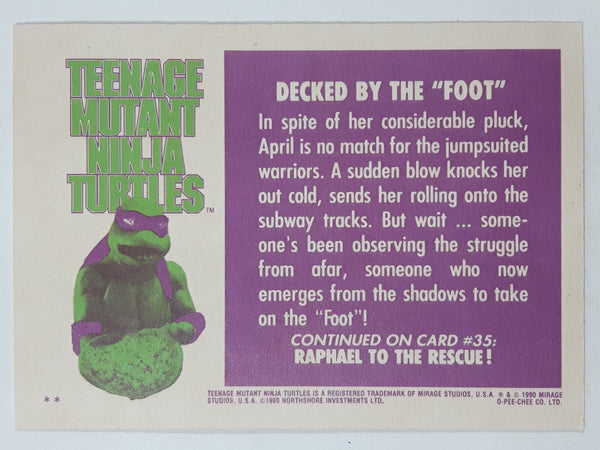 TEENAGE
MUTANT
NINJA
TURTLES™
DECKED BY THE "FOOT"
In spite of her considerable pluck,
April is no match for the jumpsuited
warriors. A sudden blow knocks her
out cold, sends her rolling onto the
subway tracks. But wait ... some-
one's been observing the struggle
from afar, someone who now
emerges from the shadows to take
on the "Foot"!
CONTINUED ON CARD #35:
RAPHAEL TO THE RESCUE!
* *
TEENAGE MUTANT NINJA TURTLES IS A REGISTERED TRADEMARK OF MIRAGE STUDIOS, U.S.A. ® & © 1990 MIRAGE
STUDIOS, U.S.A. ©1990 NORTHSHORE INVESTMENTS LTD. O-PEE-CHEE CO. LTD.